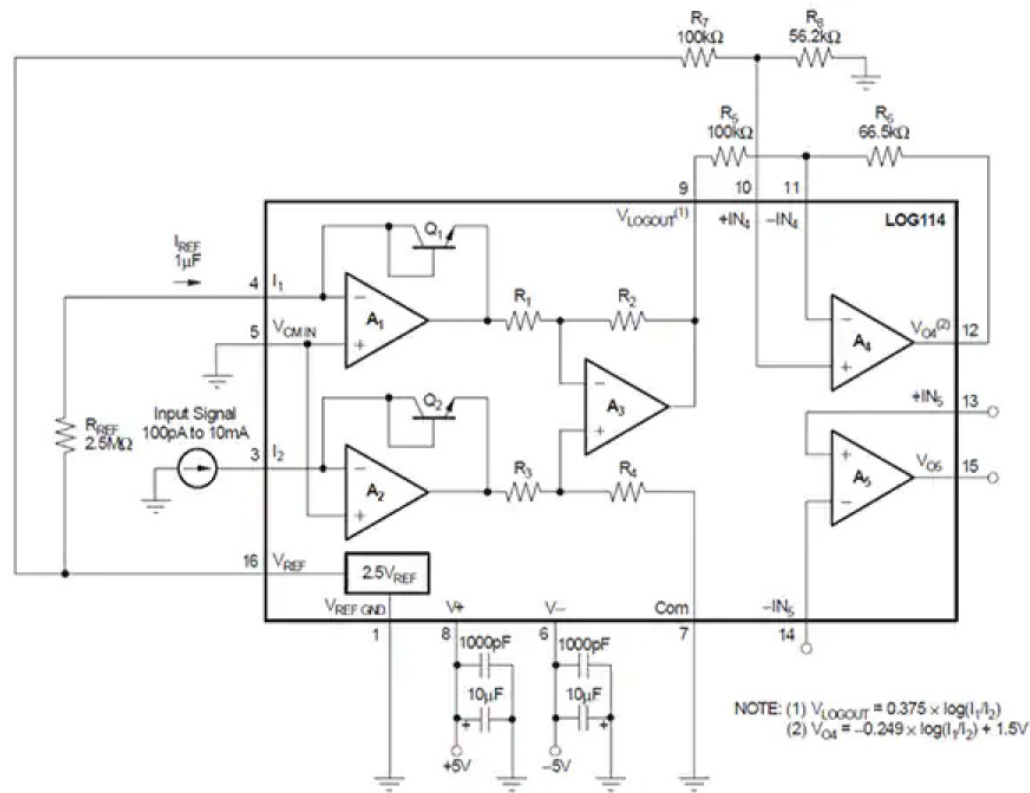 R7
100kΩ
R8
56.2kΩ
R5
100kΩ
R6
66.5kΩ
9
10
11
VLOGOUT(1)
+IN4
−IN4
LOG114
Q1
IREF
1µF
4
I1
R1
R2
A1
5
VCMIN
A4
VO4(2)
12
Q2
A3
+IN5
13
Input Signal
100pA to 10mA
RREF
2.5MΩ
3
I2
R3
R4
A2
A5
VO5
15
16
VREF
2.5VREF
VREF GND
V+
V−
Com
−IN5
1
8
6
7
14
1000pF
1000pF
10µF
10µF
+
+
+5V
−5V
NOTE: (1) VLOGOUT = 0.375 × log(I1/I2)
(2) VO4 = −0.249 × log(I1/I2) + 1.5V